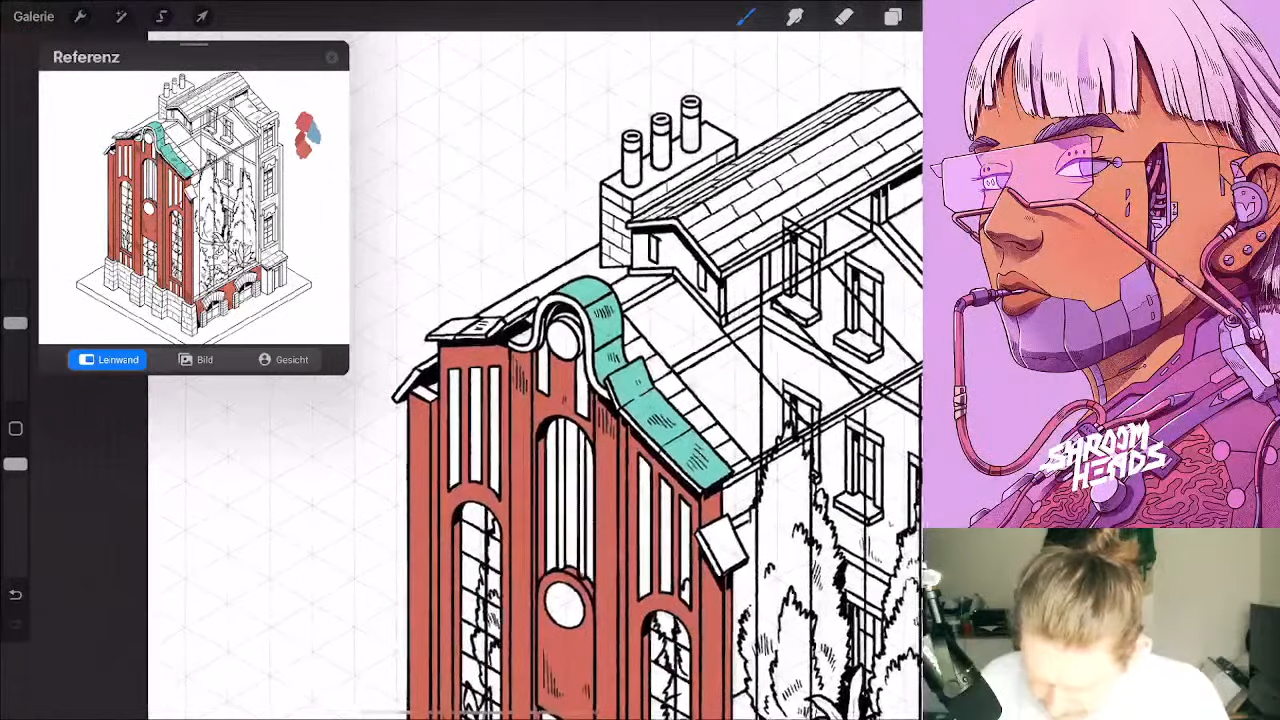 Galerie
Referenz
Leinwand
Bild
Gesicht
SHROOM
HEADS